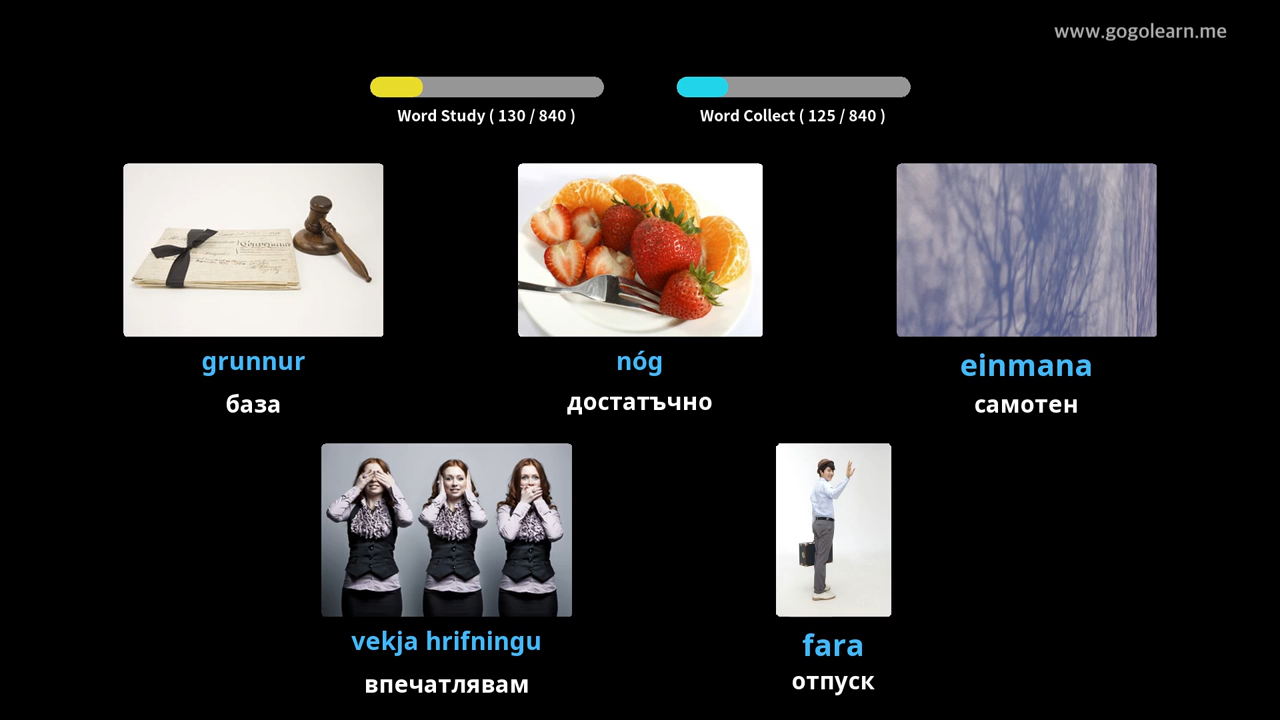 www.gogolearn.me
Word Study ( 130 / 840 )
Word Collect ( 125 / 840 )
grunnur
nóg
einmana
база
достатъчно
самотен
vekja hrifningu
fara
впечатлявам
отпуск